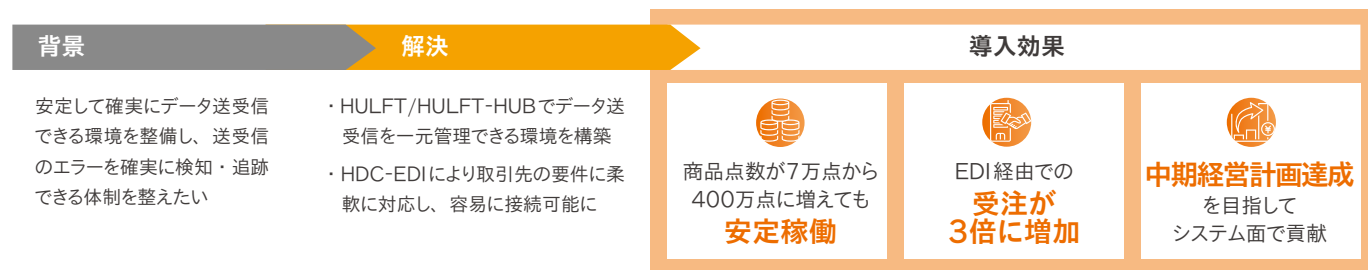 背景
安定して確実にデータ送受信
できる環境を整備し、送受信
のエラーを確実に検知・追跡
できる体制を整えたい
解決
・HULFT/HULFT-HUBでデータ送
受信を一元管理できる環境を構築
・HDC-EDIにより取引先の要件に柔
軟に対応し、容易に接続可能に
導入効果
商品点数が7万点から
400万点に増えても
安定稼働
EDI経由での
受注が
3倍に増加
中期経営計画達成
を目指して
システム面で貢献